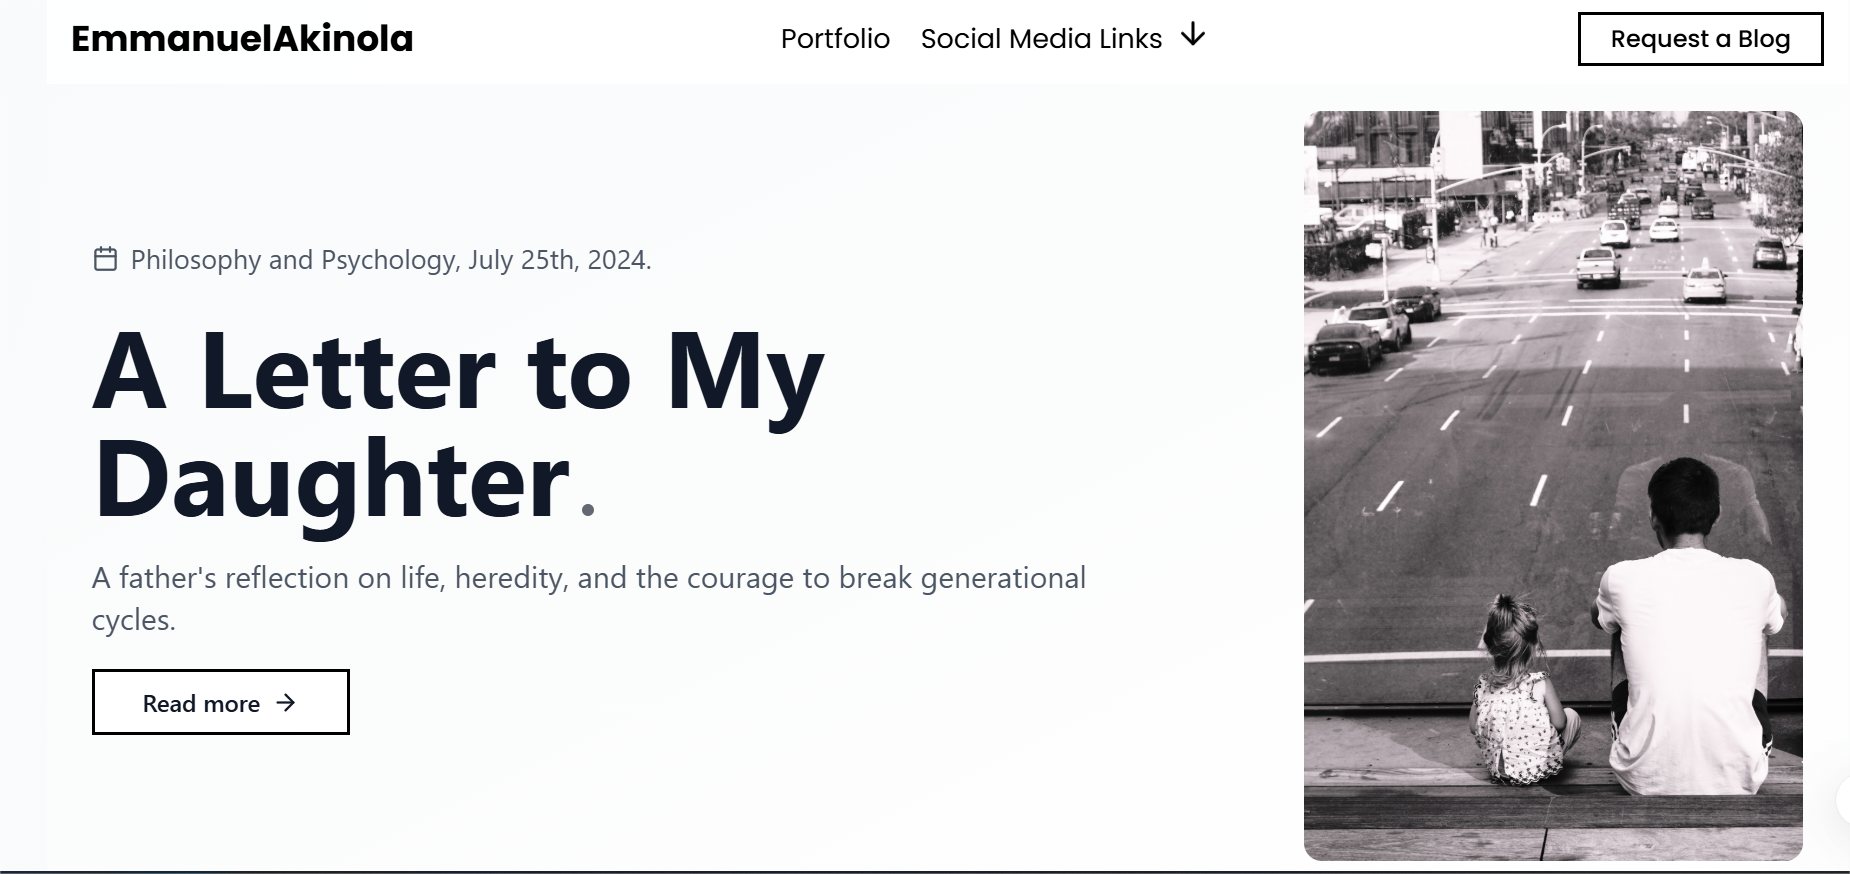 EmmanuelAkinola
Portfolio
Social Media Links
Request a Blog
Philosophy and Psychology, July 25th, 2024.
A Letter to My
Daughter.
A father's reflection on life, heredity, and the courage to break generational
cycles.
Read more